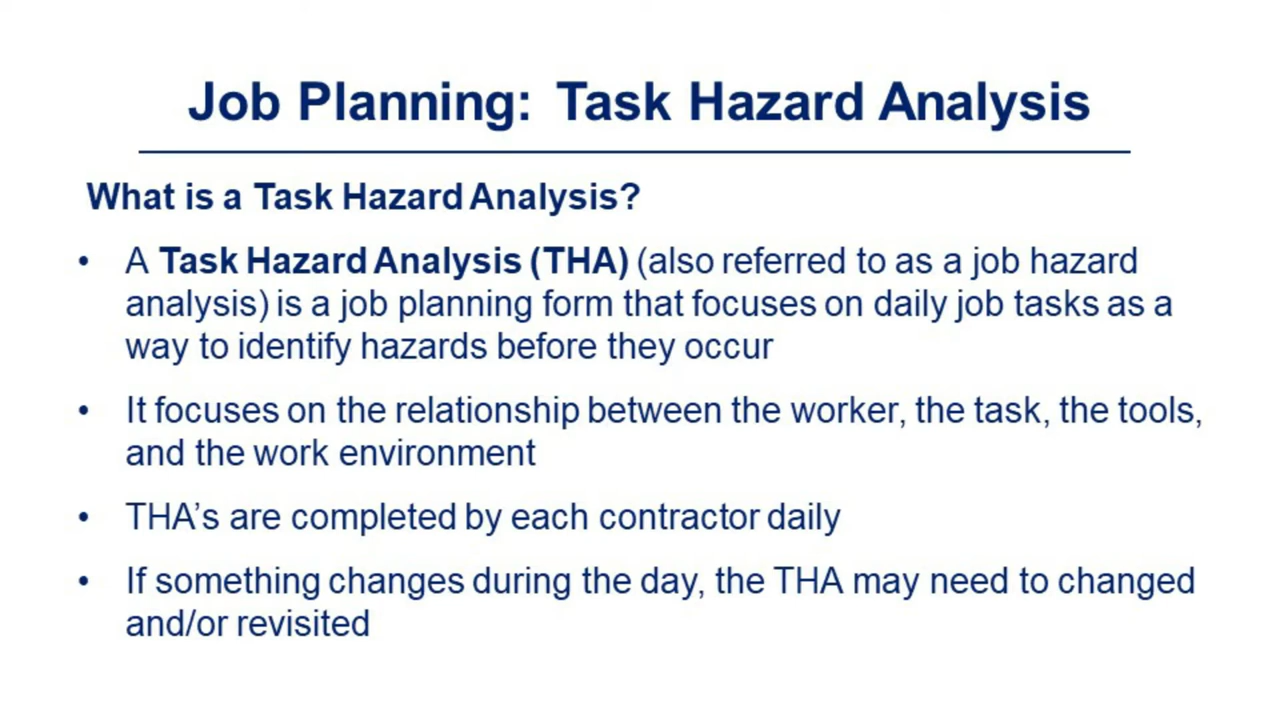 Job Planning: Task Hazard Analysis
What is a Task Hazard Analysis?
• A Task Hazard Analysis (THA) (also referred to as a job hazard
analysis) is a job planning form that focuses on daily job tasks as a
way to identify hazards before they occur
• It focuses on the relationship between the worker, the task, the tools,
and the work environment
• THA’s are completed by each contractor daily
• If something changes during the day, the THA may need to changed
and/or revisited